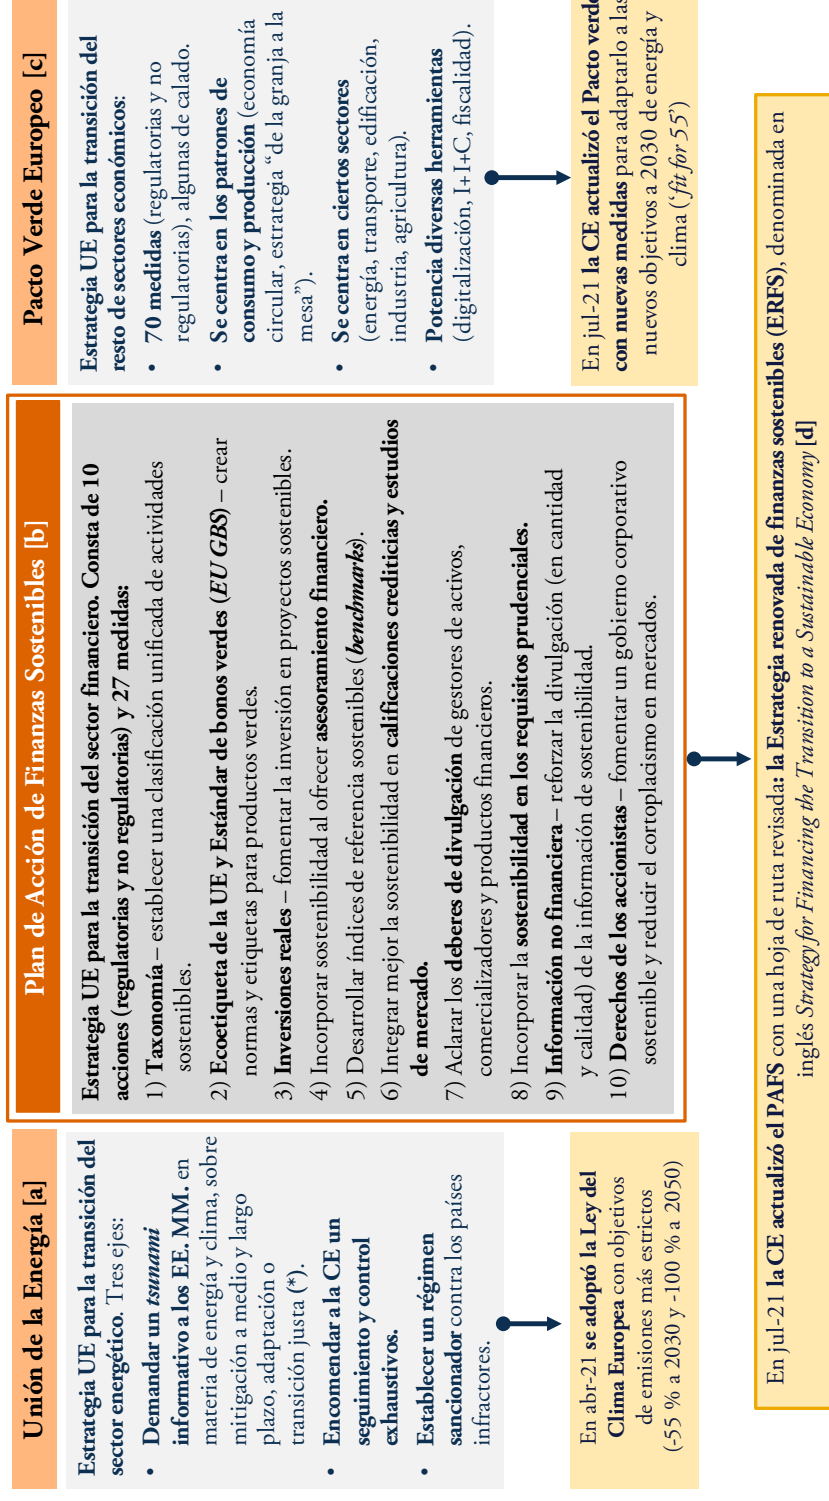 Unión de la Energía [a]
Estrategia UE para la transición del
sector energético. Tres ejes:
• Demandar un tsunami
informativo a los EE. MM. en
materia de energía y clima, sobre
mitigación a medio y largo
plazo, adaptación o
transición justa (*).
• Encomendar a la CE un
seguimiento y control
exhaustivos.
• Establecer un régimen
sancionador contra los países
infractores.
En abr-21 se adoptó la Ley del
Clima Europea con objetivos
de emisiones más estrictos
(-55 % a 2030 y -100 % a 2050)
Plan de Acción de Finanzas Sostenibles [b]
Estrategia UE para la transición del sector financiero. Consta de 10
acciones (regulatorias y no regulatorias) y 27 medidas:
1) Taxonomía – establecer una clasificación unificada de actividades
sostenibles.
2) Ecoetiqueta de la UE y Estándar de bonos verdes (EU GBS) – crear
normas y etiquetas para productos verdes.
3) Inversiones reales – fomentar la inversión en proyectos sostenibles.
4) Incorporar sostenibilidad al ofrecer asesoramiento financiero.
5) Desarrollar índices de referencia sostenibles (benchmarks).
6) Integrar mejor la sostenibilidad en calificaciones crediticias y estudios
de mercado.
7) Aclarar los deberes de divulgación de gestores de activos,
comercializadores y productos financieros.
8) Incorporar la sostenibilidad en los requisitos prudenciales.
9) Información no financiera – reforzar la divulgación (en cantidad
y calidad) de la información de sostenibilidad.
10) Derechos de los accionistas – fomentar un gobierno corporativo
sostenible y reducir el cortoplacismo en mercados.
Pacto Verde Europeo [c]
Estrategia UE para la transición del
resto de sectores económicos:
• 70 medidas (regulatorias y no
regulatorias), algunas de calado.
• Se centra en los patrones de
consumo y producción (economía
circular, estrategia “de la granja a la
mesa”).
• Se centra en ciertos sectores
(energía, transporte, edificación,
industria, agricultura).
• Potencia diversas herramientas
(digitalización, I+I+C, fiscalidad).
En jul-21 la CE actualizó el Pacto verde
con nuevas medidas para adaptarlo a las
nuevos objetivos a 2030 de energía y
clima (‘fit for 55’)
En jul-21 la CE actualizó el PAFS con una hoja de ruta revisada: la Estrategia renovada de finanzas sostenibles (ERFS), denominada en
inglés Strategy for Financing the Transition to a Sustainable Economy [d]